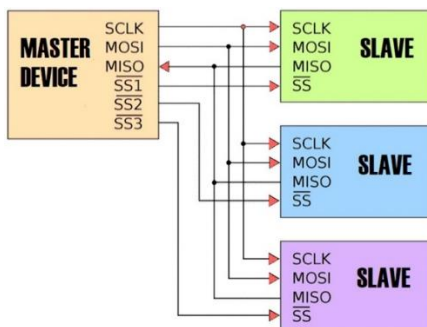 MASTER
DEVICE
SCLK
MOSI
MISO
SS1
SS2
SS3
SCLK
MOSI
MISO
SS
SLAVE
SCLK
MOSI
MISO
SS
SLAVE
SCLK
MOSI
MISO
SS
SLAVE